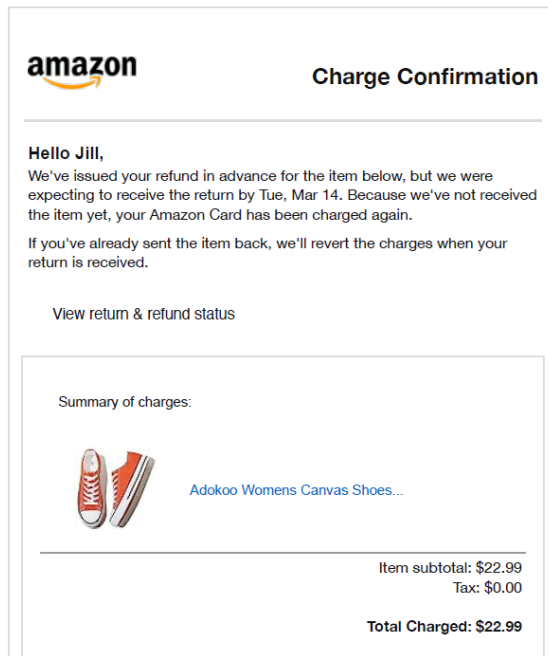 amazon
Charge Confirmation
Hello Jill,
We've issued your refund in advance for the item below, but we were
expecting to receive the return by Tue, Mar 14. Because we've not received
the item yet, your Amazon Card has been charged again.
If you've already sent the item back, we'll revert the charges when your
return is received.
View return & refund status
Summary of charges:
Adokoo Womens Canvas Shoes...
Item subtotal: $22.99
Tax: $0.00
Total Charged: $22.99